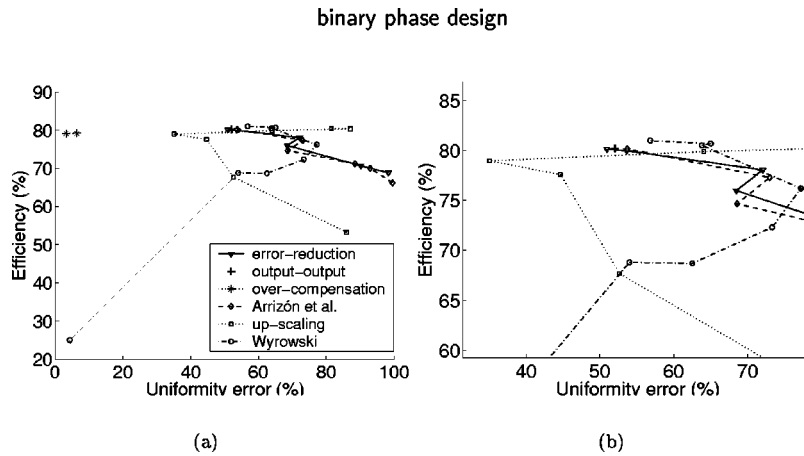 binary phase design
90
80
70
60
50
40
30
20
0 20 40 60 80 100
Efficiency (%)
Uniformity error (%)
error-reduction
output-output
over-compensation
Arrizón et al.
up-scaling
Wyrowski
(a)
85
80
75
70
65
60
40 50 60 70
Efficiency (%)
Uniformity error (%)
(b)